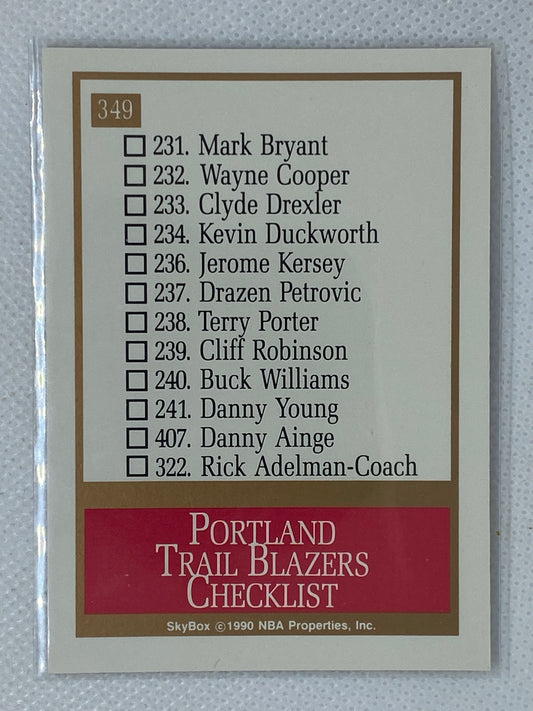 349
231. Mark Bryant
232. Wayne Cooper
233. Clyde Drexler
234. Kevin Duckworth
236. Jerome Kersey
237. Drazen Petrovic
238. Terry Porter
239. Cliff Robinson
240. Buck Williams
241. Danny Young
407. Danny Ainge
322. Rick Adelman-Coach
PORTLAND
TRAIL BLAZERS
CHECKLIST
SkyBox ©1990 NBA Properties, Inc.